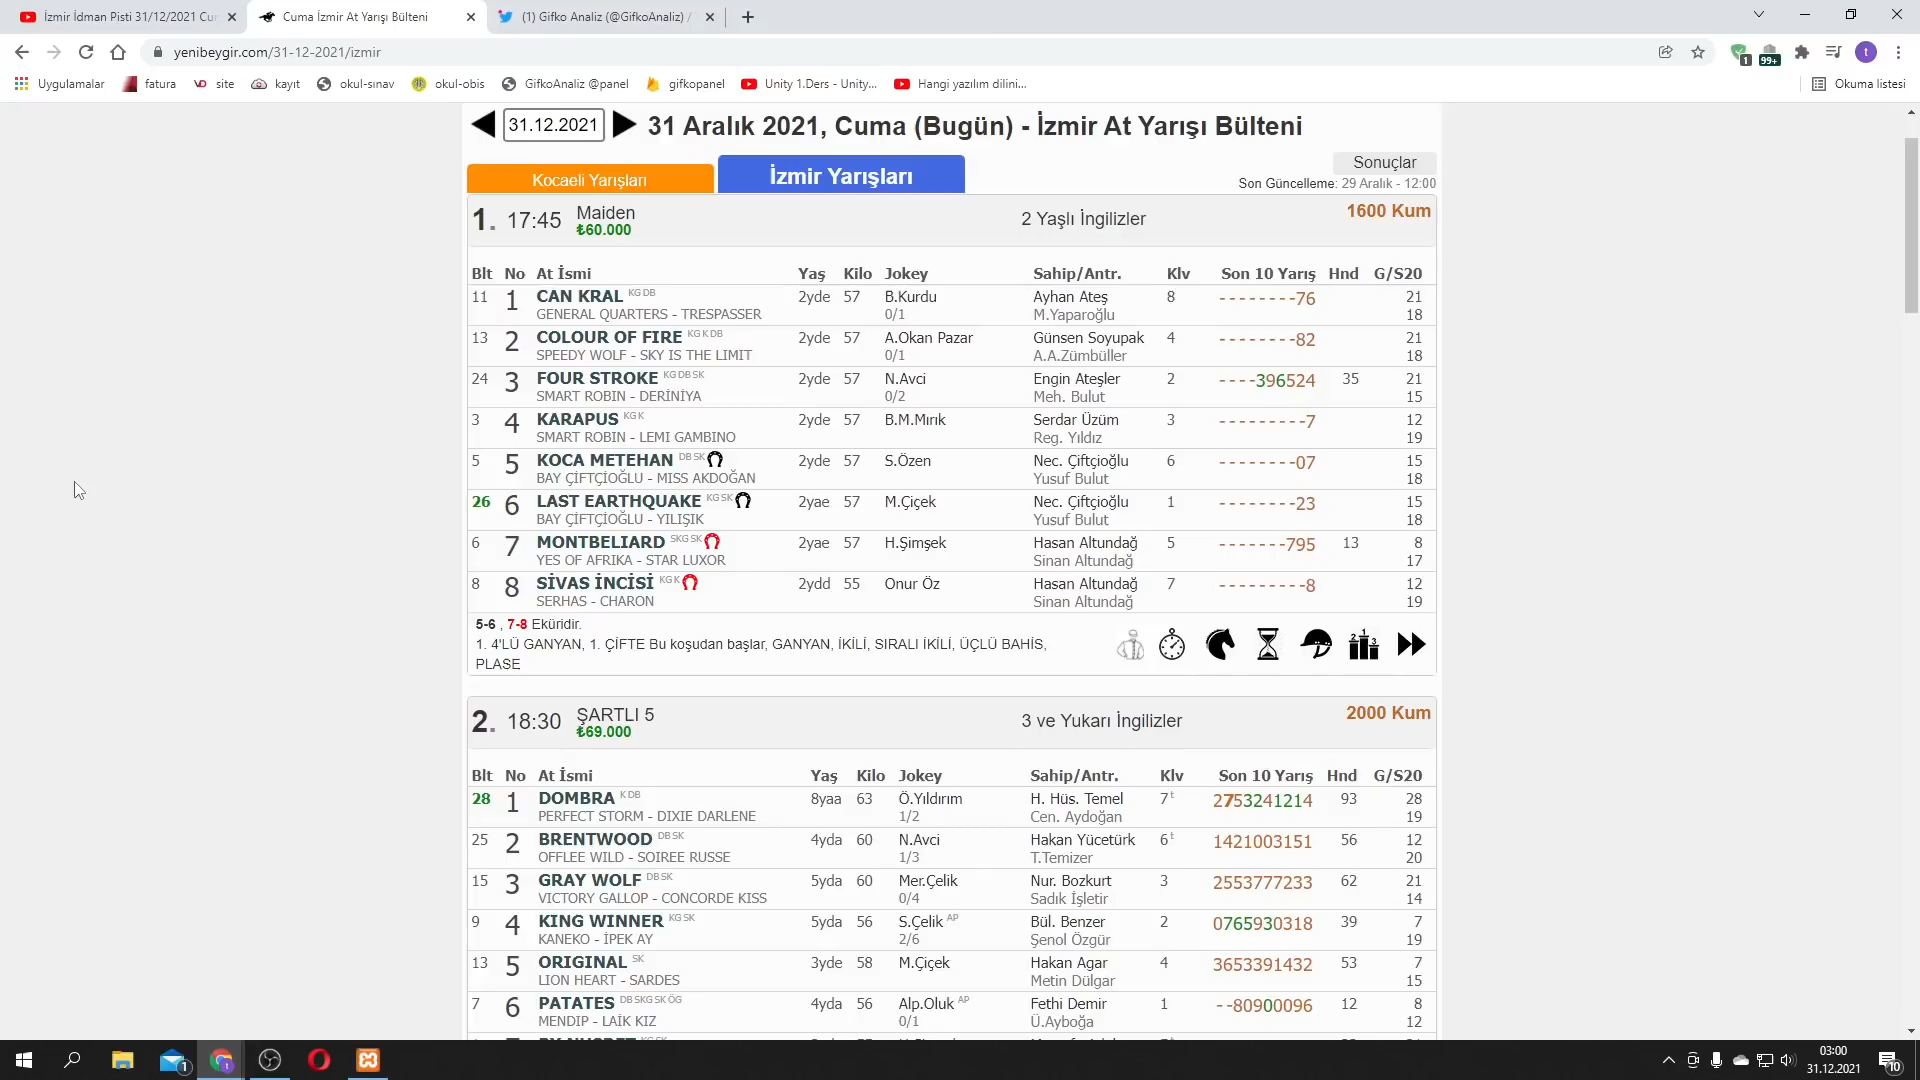 İzmir İdman Pisti 31/12/2021 Cu
Cuma İzmir At Yarışı Bülteni
(1) Gifko Analiz (@GifkoAnaliz) /
yenibeygir.com/31-12-2021/izmir
1
99+
t
Uygulamalar
fatura
VD site
kayıt
okul-sınav
okul-obis
GifkoAnaliz @panel
gifkopanel
Unity 1.Ders - Unity...
Hangi yazılım dilini...
Okuma listesi
31.12.2021
31 Aralık 2021, Cuma (Bugün) - İzmir At Yarışı Bülteni
Kocaeli Yarışları
İzmir Yarışları
Sonuçlar
Son Güncelleme: 29 Aralık - 12:00
1. 17:45 Maiden 2 Yaşlı İngilizler 1600 Kum
₺60.000
Blt No At İsmi Yaş Kilo Jokey Sahip/Antr. Klv Son 10 Yarış Hnd G/S20
11 1 CAN KRAL KG DB 2yde 57 B.Kurdu Ayhan Ateş 8 - - - - - - - -76 21
GENERAL QUARTERS - TRESPASSER 0/1 M.Yaparoğlu 18
13 2 COLOUR OF FIRE KG K DB 2yde 57 A.Okan Pazar Günsen Soyupak 4 - - - - - - - -82 21
SPEEDY WOLF - SKY IS THE LIMIT 0/1 A.A.Zümbüller 18
24 3 FOUR STROKE KG DB SK 2yde 57 N.Avci Engin Ateşler 2 - - - -396524 35 21
SMART ROBIN - DERİNİYA 0/2 Meh. Bulut 15
3 4 KARAPUS KG K 2yde 57 B.M.Mırık Serdar Üzüm 3 - - - - - - - - -7 12
SMART ROBIN - LEMI GAMBINO Reg. Yıldız 19
5 5 KOCA METEHAN DB SK 2yde 57 S.Özen Nec. Çiftçioğlu 6 - - - - - - - -07 15
BAY ÇİFTÇİOĞLU - MISS AKDOĞAN Yusuf Bulut 18
26 6 LAST EARTHQUAKE KG SK 2yae 57 M.Çiçek Nec. Çiftçioğlu 1 - - - - - - - -23 15
BAY ÇİFTÇİOĞLU - YILIŞIK Yusuf Bulut 18
6 7 MONTBELIARD SKG SK 2yae 57 H.Şimşek Hasan Altundağ 5 - - - - - - -795 13 8
YES OF AFRIKA - STAR LUXOR Sinan Altundağ 17
8 8 SİVAS İNCİSİ KG K 2ydd 55 Onur Öz Hasan Altundağ 7 - - - - - - - - -8 12
SERHAS - CHARON Sinan Altundağ 19
5-6 , 7-8 Eküridir.
1. 4'LÜ GANYAN, 1. ÇİFTE Bu koşudan başlar, GANYAN, İKİLİ, SIRALI İKİLİ, ÜÇLÜ BAHİS,
PLASE
2. 18:30 ŞARTLI 5 3 ve Yukarı İngilizler 2000 Kum
₺69.000
Blt No At İsmi Yaş Kilo Jokey Sahip/Antr. Klv Son 10 Yarış Hnd G/S20
28 1 DOMBRA K DB 8yaa 63 Ö.Yıldırım H. Hüs. Temel 7 t 2753241214 93 28
PERFECT STORM - DIXIE DARLENE 1/2 Cen. Aydoğan 19
25 2 BRENTWOOD DB SK 4yda 60 N.Avci Hakan Yücetürk 6 t 1421003151 56 12
OFFLEE WILD - SOIREE RUSSE 1/3 T.Temizer 20
15 3 GRAY WOLF DB SK 5yda 60 Mer.Çelik Nur. Bozkurt 3 2553777233 62 21
VICTORY GALLOP - CONCORDE KISS 0/4 Sadık İşletir 14
9 4 KING WINNER KG SK 5yda 56 S.Çelik AP Bül. Benzer 2 0765930318 39 7
KANEKO - İPEK AY 2/6 Şenol Özgür 19
13 5 ORIGINAL SK 3yde 58 M.Çiçek Hakan Agar 4 3653391432 53 7
LION HEART - SARDES Metin Dülgar 15
7 6 PATATES DB SKG SK ÖG 4yda 56 Alp.Oluk AP Fethi Demir 1 - -80900096 12 8
MENDIP - LAİK KIZ 0/1 Ü.Ayboğa 12
03:00
31.12.2021
10